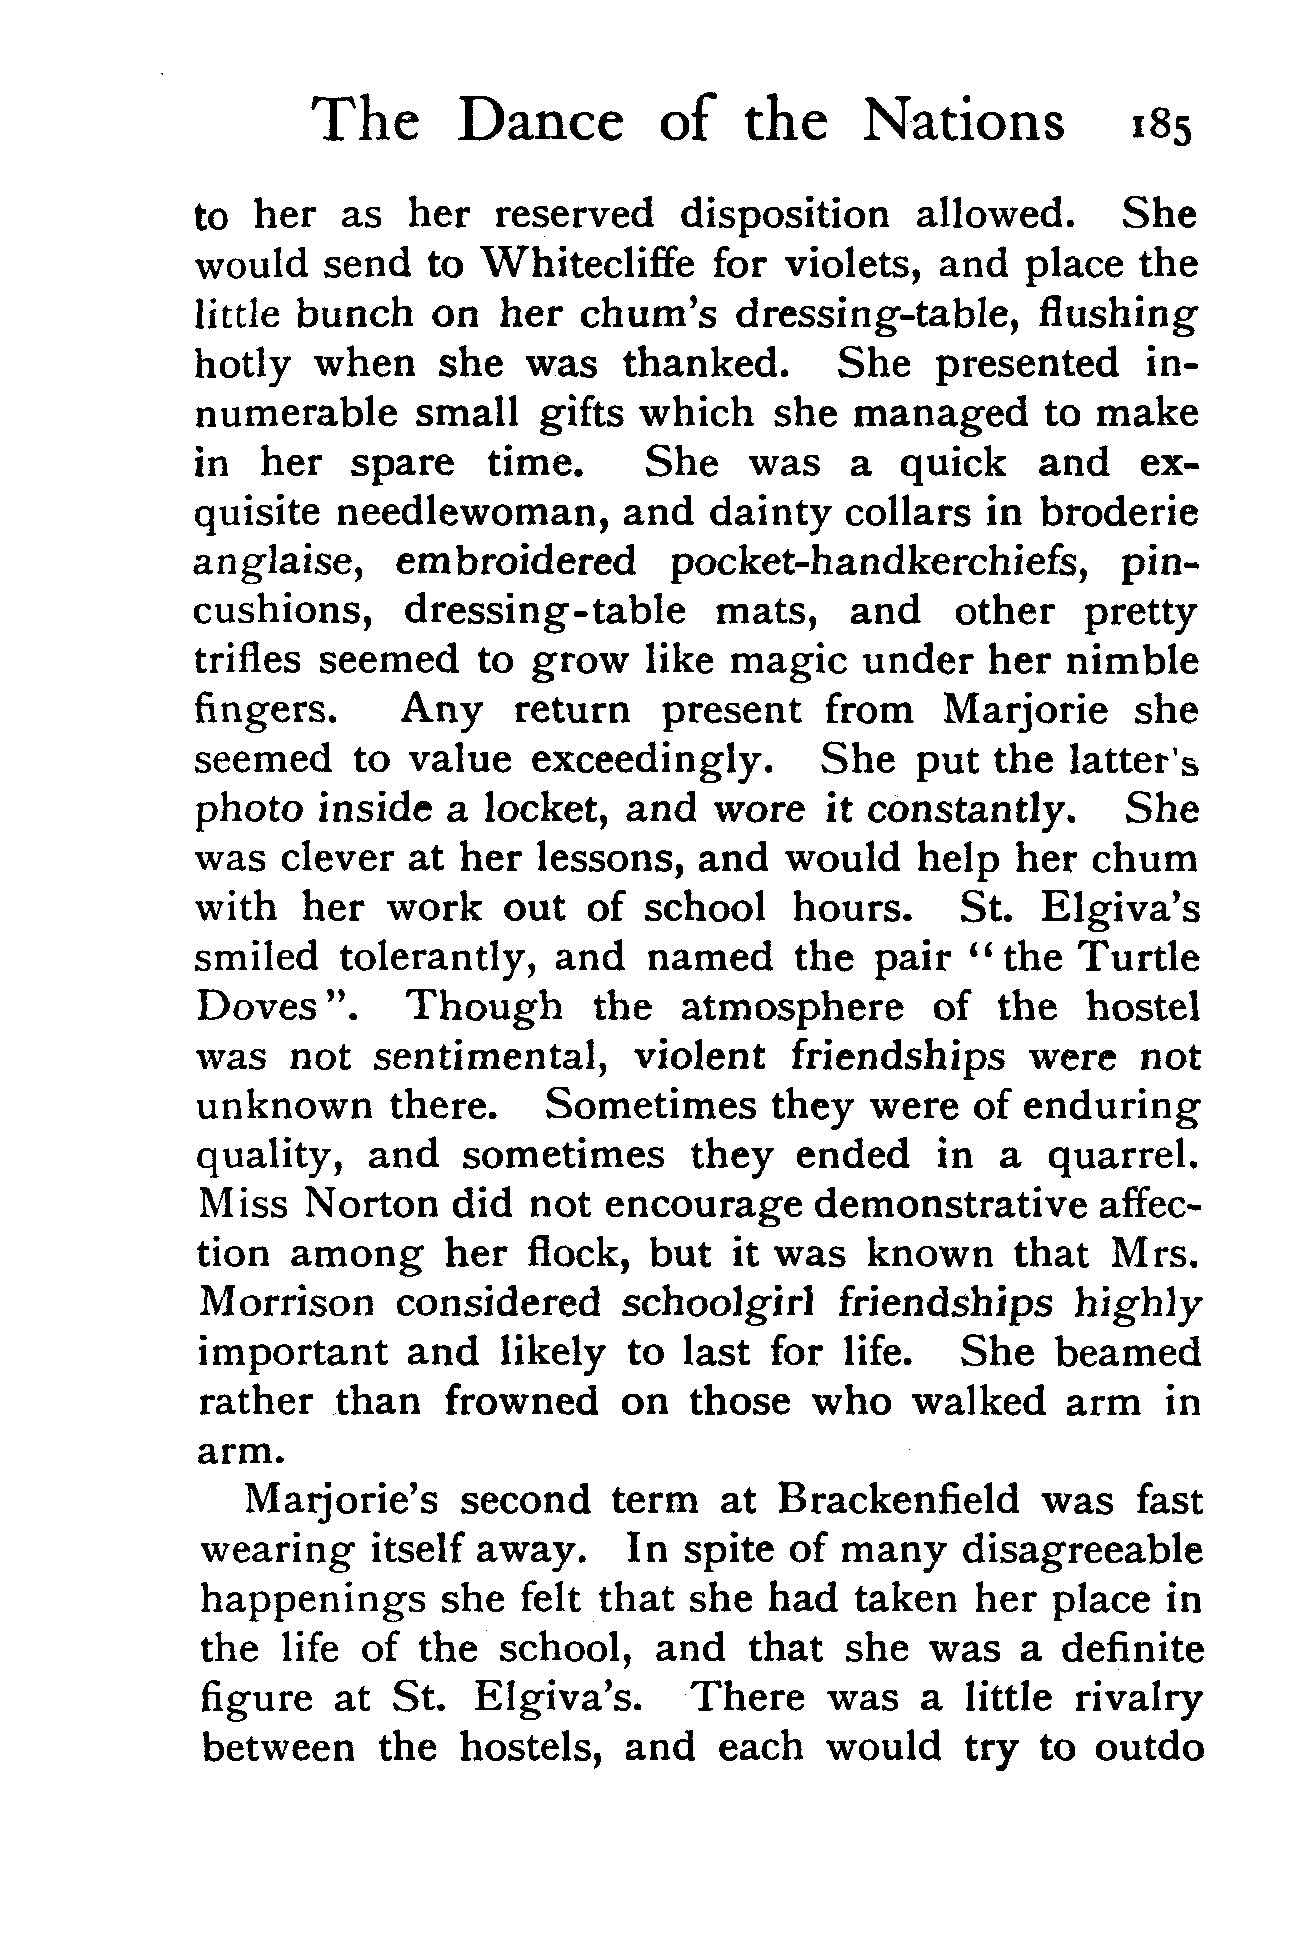 The Dance of the Nations 185
to her as her reserved disposition allowed. She
would send to Whitecliffe for violets, and place the
little bunch on her chum's dressing-table, flushing
hotly when she was thanked. She presented in-
numerable small gifts which she managed to make
in her spare time. She was a quick and ex-
quisite needlewoman, and dainty collars in broderie
anglaise, embroidered pocket-handkerchiefs, pin-
cushions, dressing-table mats, and other pretty
trifles seemed to grow like magic under her nimble
fingers. Any return present from Marjorie she
seemed to value exceedingly. She put the latter's
photo inside a locket, and wore it constantly. She
was clever at her lessons, and would help her chum
with her work out of school hours. St. Elgiva's
smiled tolerantly, and named the pair “the Turtle
Doves”. Though the atmosphere of the hostel
was not sentimental, violent friendships were not
unknown there. Sometimes they were of enduring
quality, and sometimes they ended in a quarrel.
Miss Norton did not encourage demonstrative affec-
tion among her flock, but it was known that Mrs.
Morrison considered schoolgirl friendships highly
important and likely to last for life. She beamed
rather than frowned on those who walked arm in
arm.
Marjorie's second term at Brackenfield was fast
wearing itself away. In spite of many disagreeable
happenings she felt that she had taken her place in
the life of the school, and that she was a definite
figure at St. Elgiva's. There was a little rivalry
between the hostels, and each would try to outdo